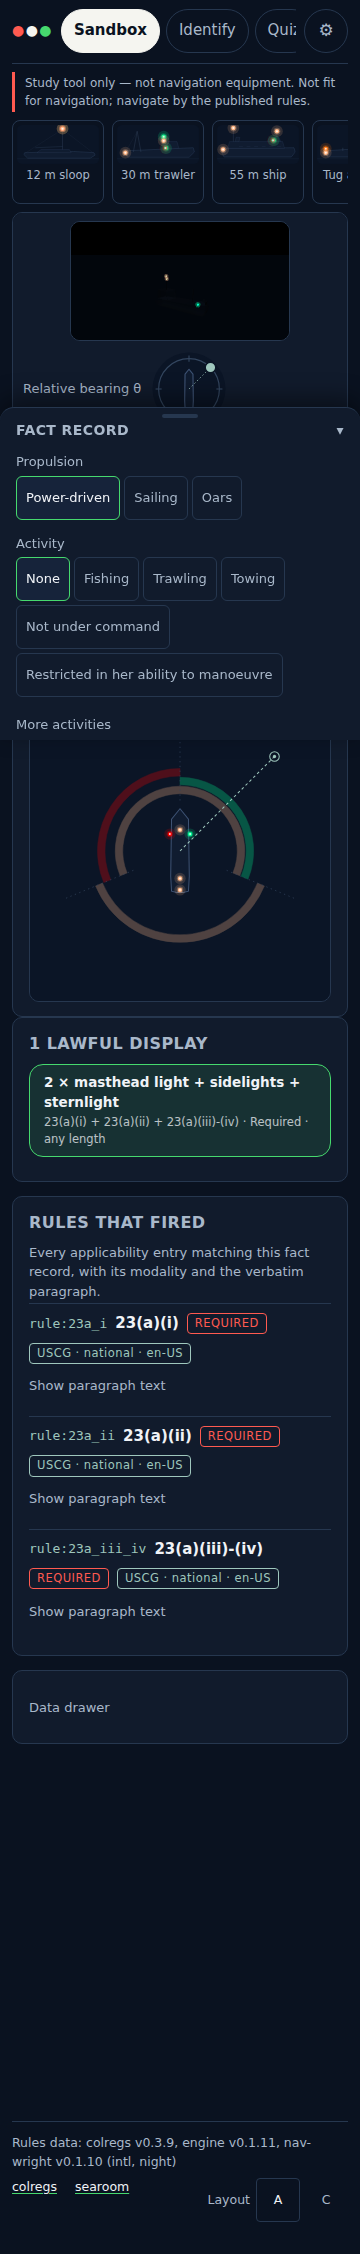 Sandbox
Identify
Quiz
Study tool only — not navigation equipment. Not fit
for navigation; navigate by the published rules.
12 m sloop
30 m trawler
55 m ship
Tug
Relative bearing θ
FACT RECORD
Propulsion
Power-driven
Sailing
Oars
Activity
None
Fishing
Trawling
Towing
Not under command
Restricted in her ability to manoeuvre
More activities
1 LAWFUL DISPLAY
2 × masthead light + sidelights +
sternlight
23(a)(i) + 23(a)(ii) + 23(a)(iii)-(iv) · Required ·
any length
RULES THAT FIRED
Every applicability entry matching this fact
record, with its modality and the verbatim
paragraph.
rule:23a_i 23(a)(i) REQUIRED
USCG · national · en-US
Show paragraph text
rule:23a_ii 23(a)(ii) REQUIRED
USCG · national · en-US
Show paragraph text
rule:23a_iii_iv 23(a)(iii)-(iv)
REQUIRED USCG · national · en-US
Show paragraph text
Data drawer
Rules data: colregs v0.3.9, engine v0.1.11, nav-
wright v0.1.10 (intl, night)
colregs searoom
Layout A C